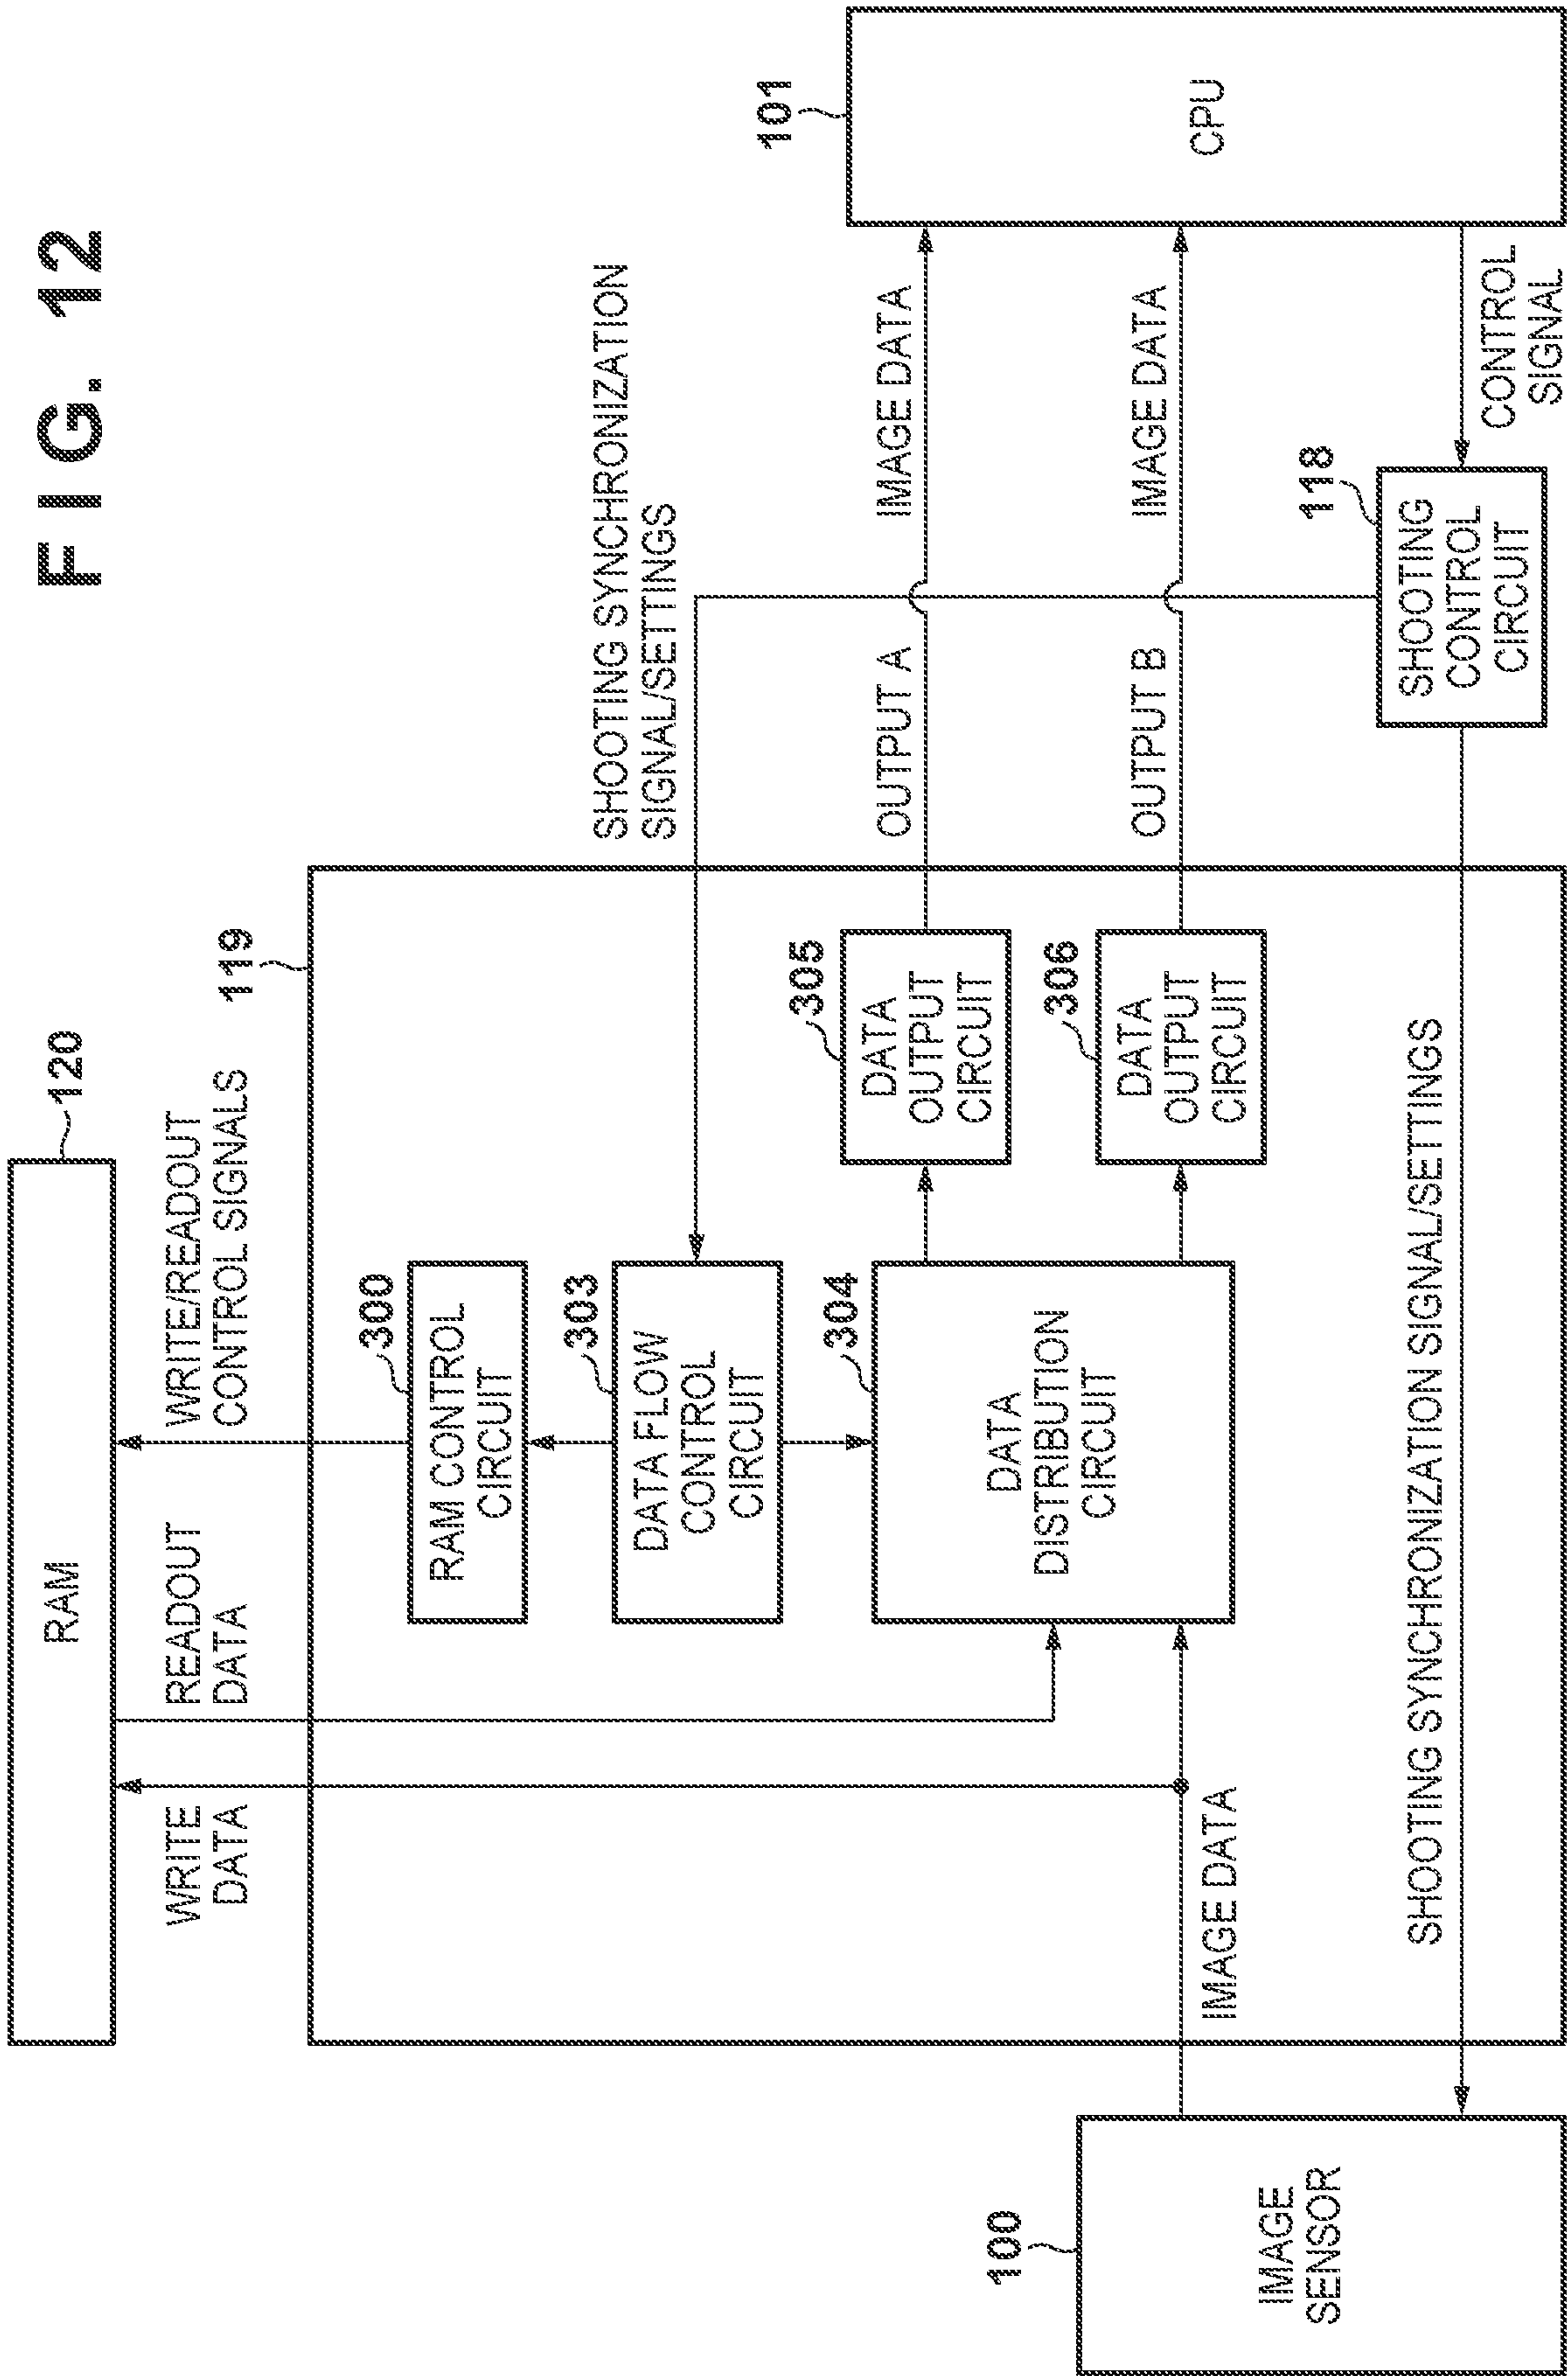 FIG. 12
RAM
120
WRITE
DATA
READOUT
DATA
WRITE/READOUT
CONTROL SIGNALS
119
300
RAM CONTROL
CIRCUIT
303
DATA FLOW
CONTROL
CIRCUIT
SHOOTING SYNCHRONIZATION
SIGNAL/SETTINGS
304
DATA
DISTRIBUTION
CIRCUIT
305
DATA
OUTPUT
CIRCUIT
OUTPUT A
IMAGE DATA
306
DATA
OUTPUT
CIRCUIT
OUTPUT B
IMAGE DATA
101
CPU
100
IMAGE
SENSOR
IMAGE DATA
SHOOTING SYNCHRONIZATION SIGNAL/SETTINGS
118
SHOOTING
CONTROL
CIRCUIT
CONTROL
SIGNAL